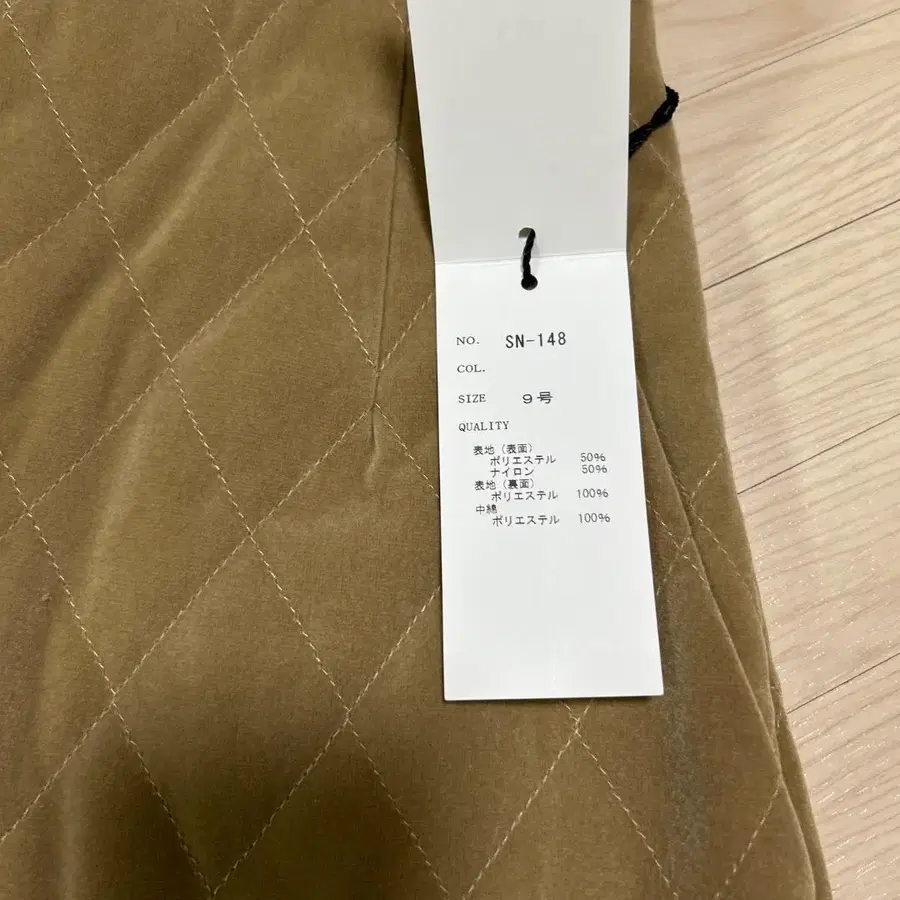 NO. SN-148
COL.
SIZE 9号
QUALITY
表地（表面）
ポリエステル 50%
ナイロン 50%
表地（裏面）
ポリエステル 100%
中綿
ポリエステル 100%